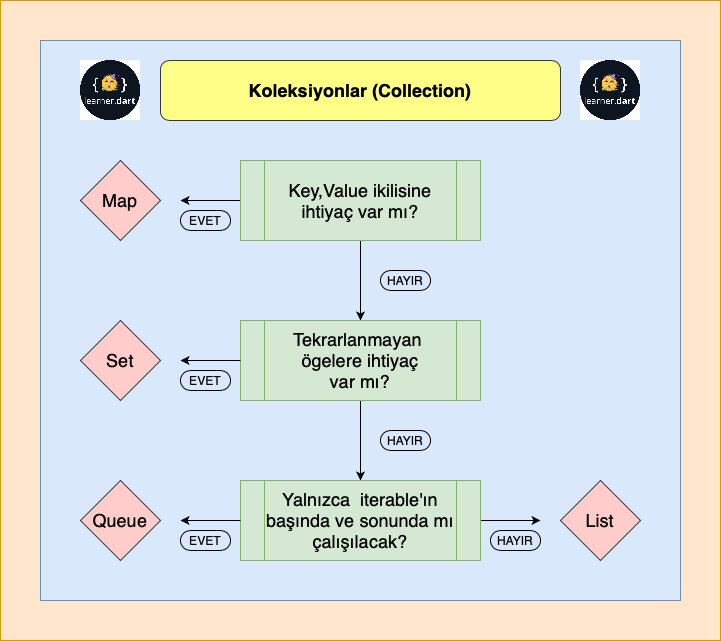 {🥳}
learner.dart
Koleksiyonlar (Collection)
{🥳}
learner.dart
Map
EVET
Key,Value ikilisine
ihtiyaç var mı?
HAYIR
Set
EVET
Tekrarlanmayan
ögelere ihtiyaç
var mı?
HAYIR
Queue
EVET
Yalnızca iterable'ın
başında ve sonunda mı
çalışılacak?
HAYIR
List